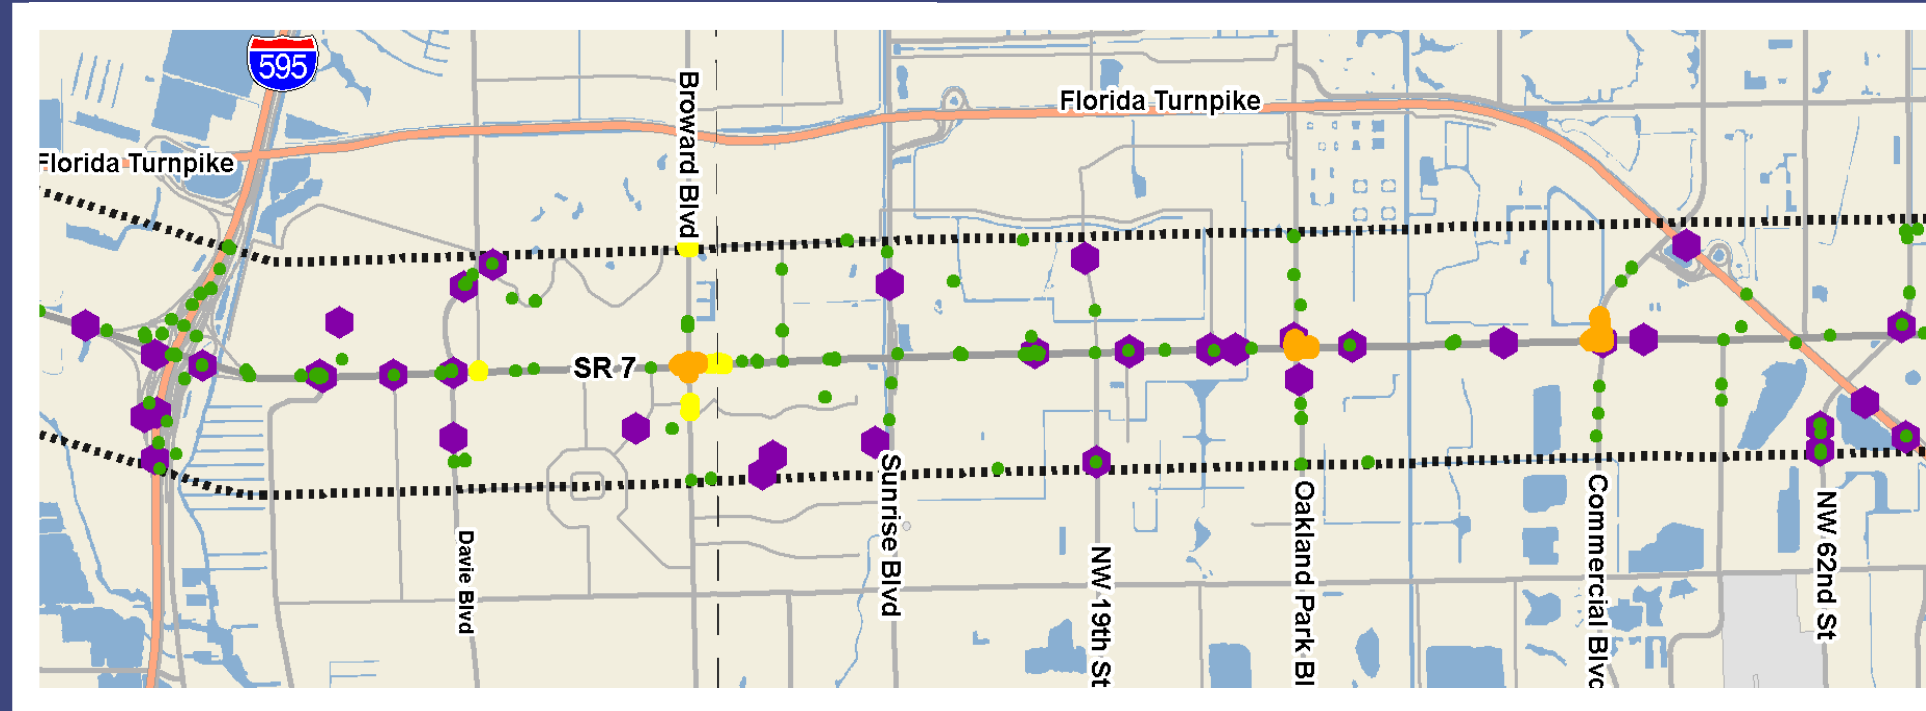 595
Florida Turnpike
Florida Turnpike
Broward Blvd
SR 7
Davie Blvd
Sunrise Blvd
NW 19th St
Oakland Park Bl
Commercial Blvd
NW 62nd St